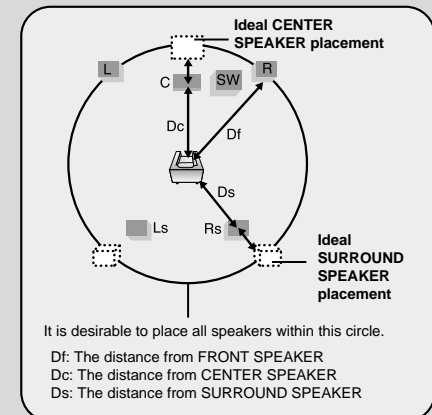 Ideal CENTER
SPEAKER placement
L
C
SW
R
Dc
Df
Ds
Ls
Rs
Ideal
SURROUND
SPEAKER
placement
It is desirable to place all speakers within this circle.
Df: The distance from FRONT SPEAKER
Dc: The distance from CENTER SPEAKER
Ds: The distance from SURROUND SPEAKER